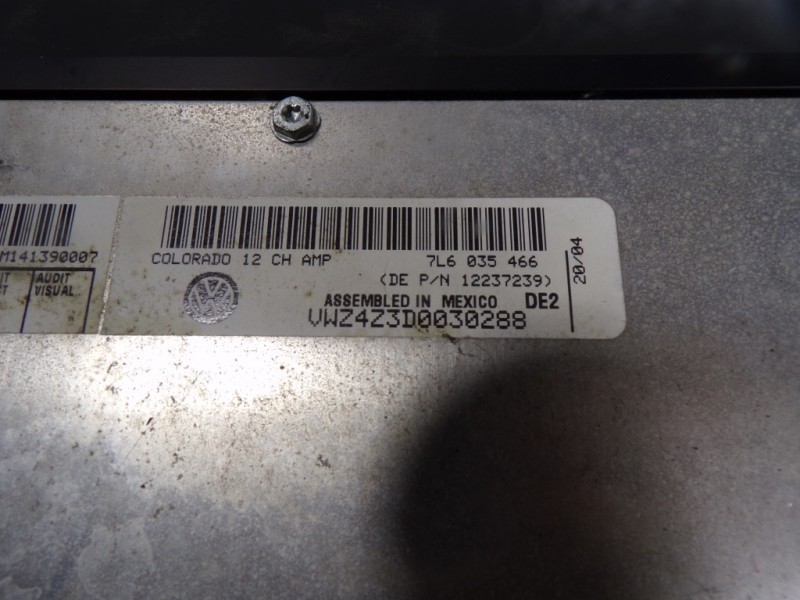 M141390007
AUDIT
VISUAL
COLORADO 12 CH AMP 7L6 035 466
(DE P/N 12237239)
ASSEMBLED IN MEXICO DE2
VWZ4Z3D0030288
20/04